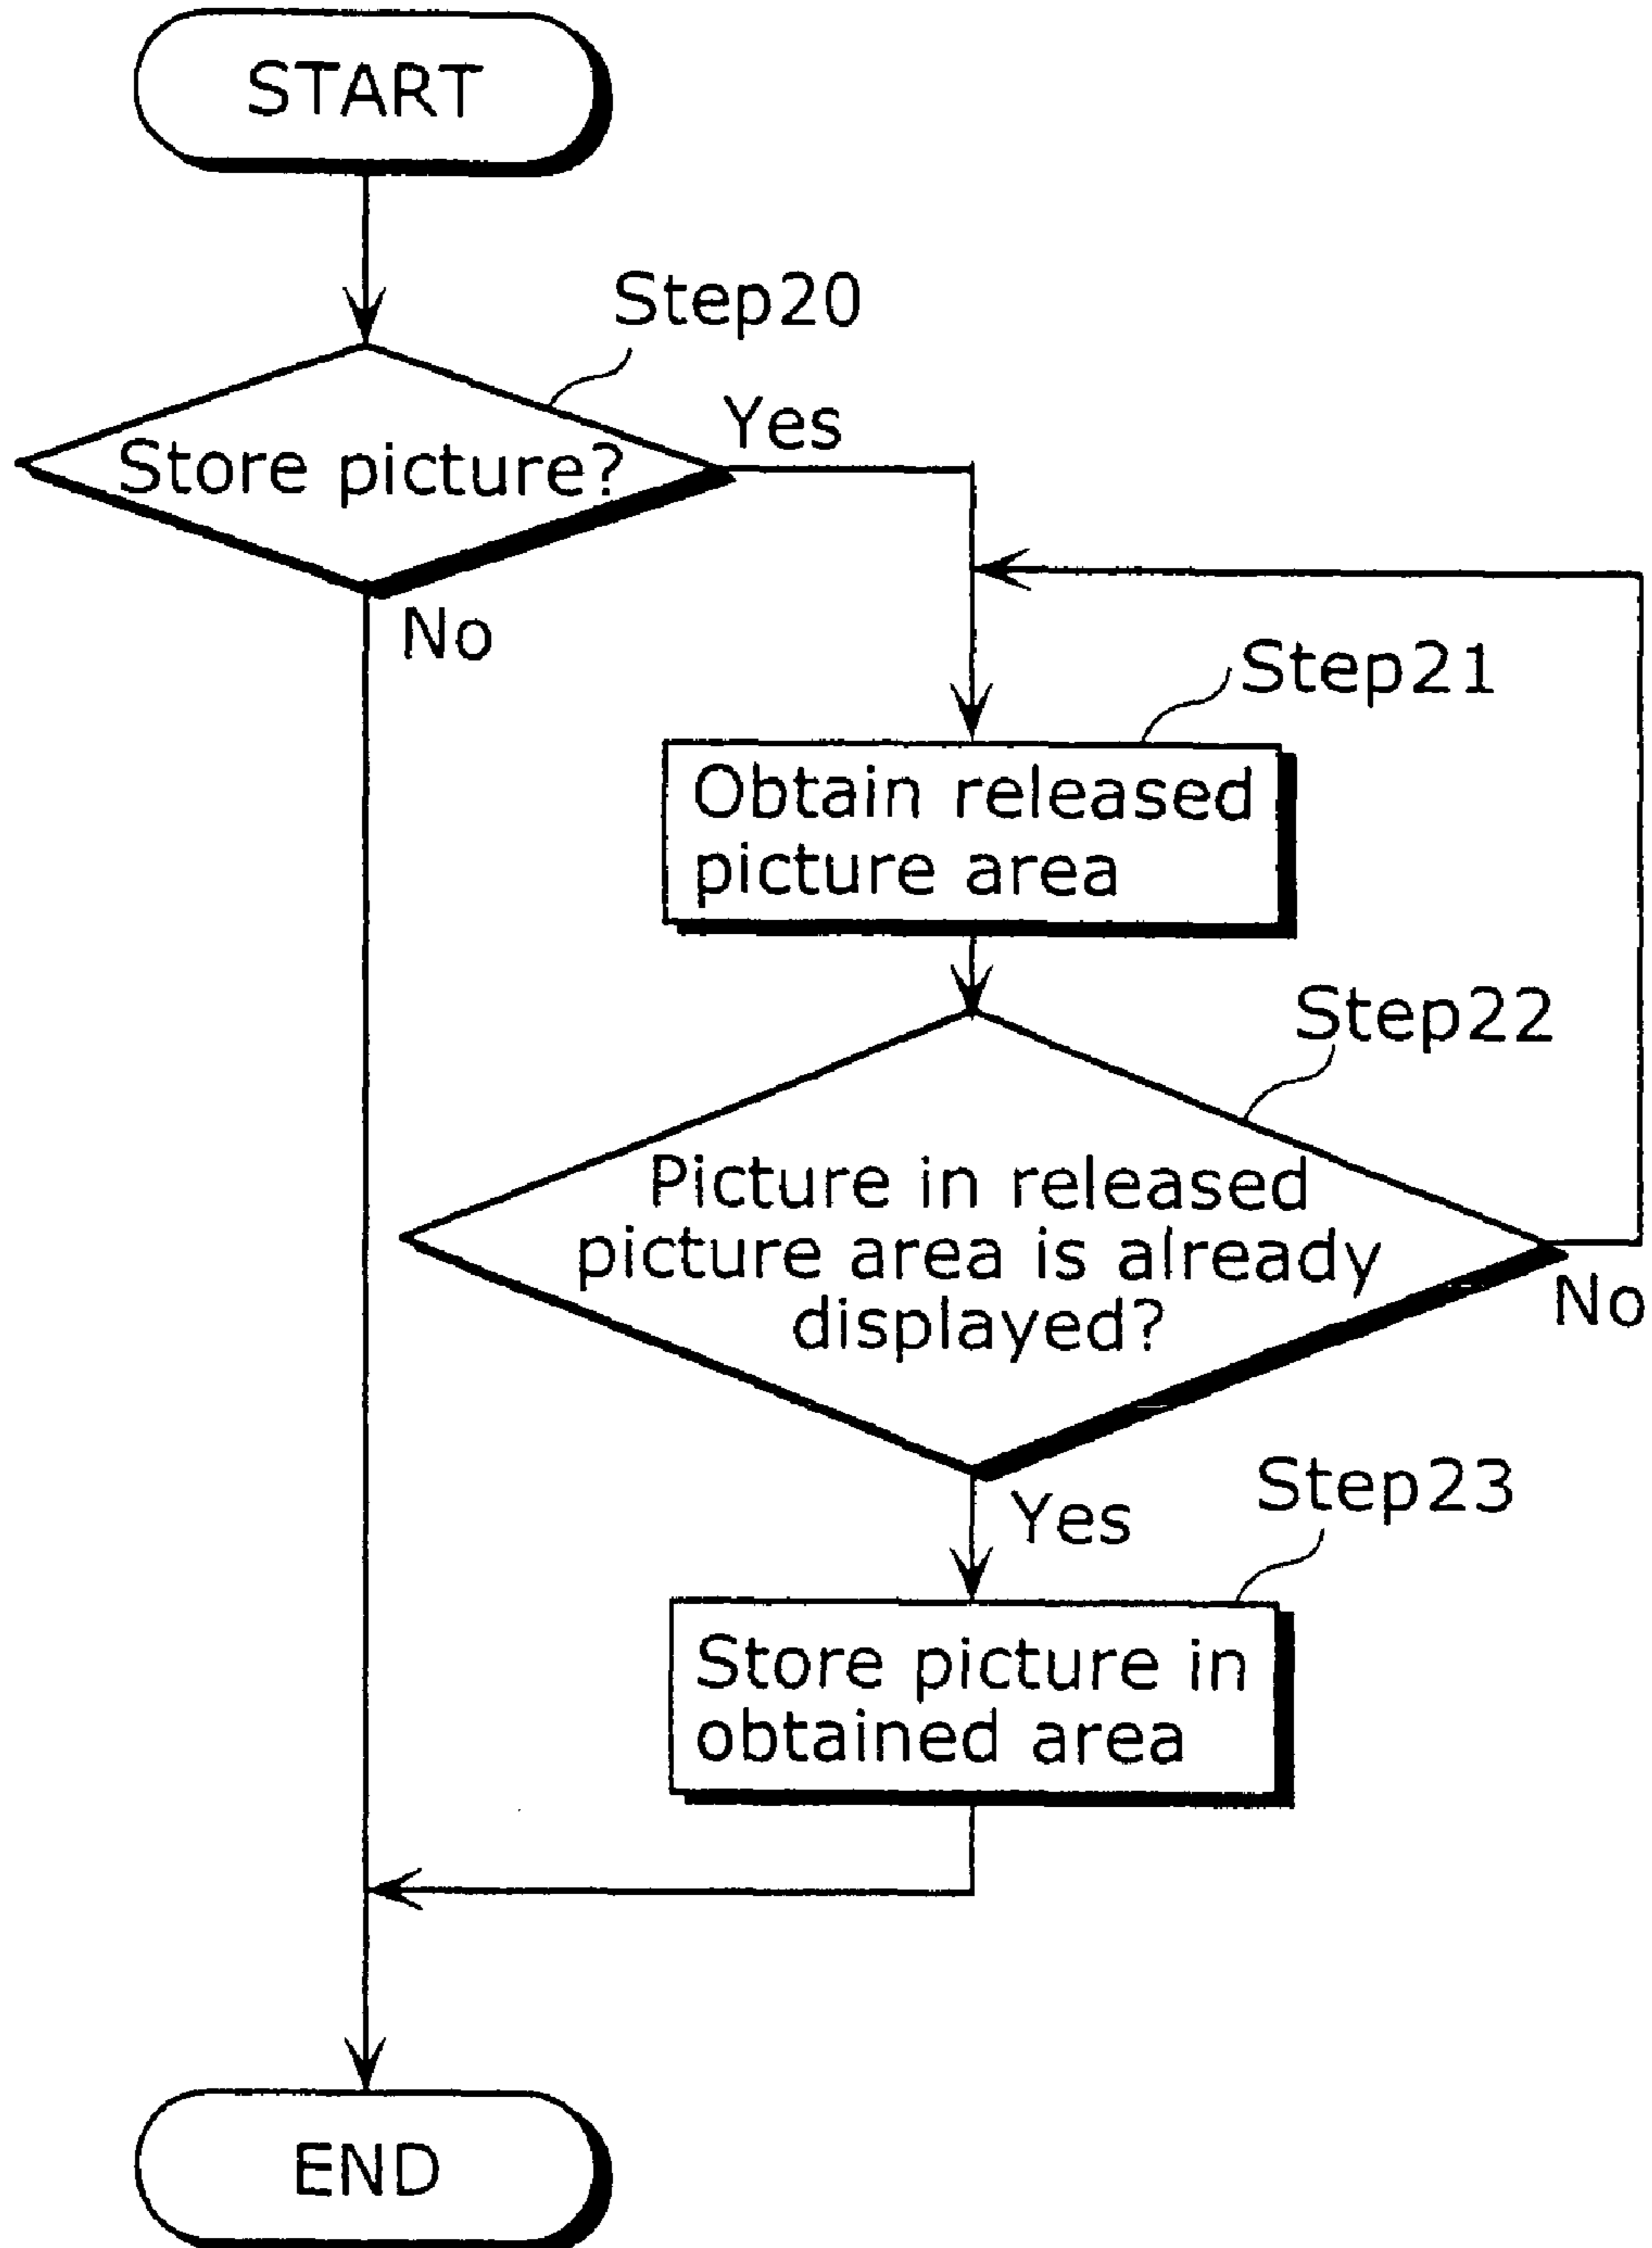 START
Step20
Yes
Store picture?
No
Step21
Obtain released
picture area
Step22
Picture in released
picture area is already
displayed?
No
Yes
Step23
Store picture in
obtained area
END